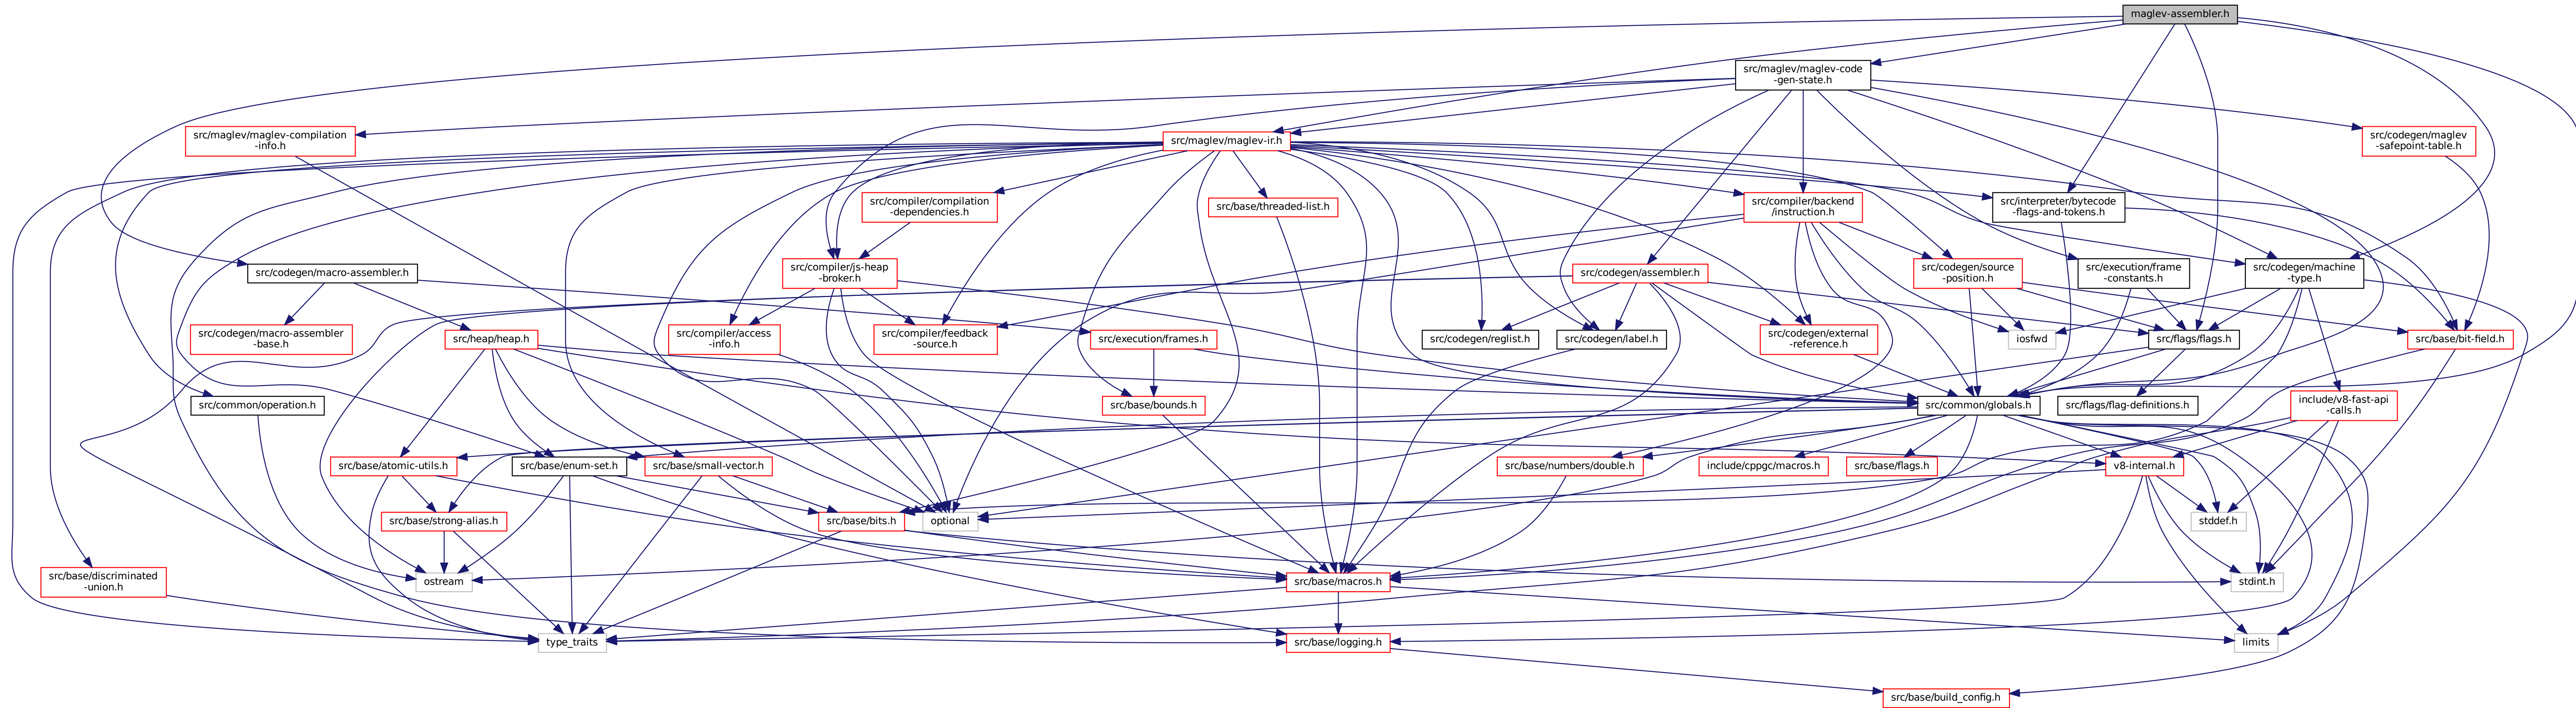 maglev-assembler.h
src/maglev/maglev-code
-gen-state.h
src/maglev/maglev-compilation
-info.h
src/maglev/maglev-ir.h
src/codegen/maglev
-safepoint-table.h
src/compiler/compilation
-dependencies.h
src/base/threaded-list.h
src/compiler/backend
/instruction.h
src/interpreter/bytecode
-flags-and-tokens.h
src/codegen/macro-assembler.h
src/compiler/js-heap
-broker.h
src/codegen/assembler.h
src/codegen/source
-position.h
src/execution/frame
-constants.h
src/codegen/machine
-type.h
src/codegen/macro-assembler
-base.h
src/heap/heap.h
src/compiler/access
-info.h
src/compiler/feedback
-source.h
src/execution/frames.h
src/codegen/reglist.h
src/codegen/label.h
src/codegen/external
-reference.h
iosfwd
src/flags/flags.h
src/base/bit-field.h
src/common/operation.h
src/base/bounds.h
src/common/globals.h
src/flags/flag-definitions.h
include/v8-fast-api
-calls.h
src/base/atomic-utils.h
src/base/enum-set.h
src/base/small-vector.h
src/base/numbers/double.h
include/cppgc/macros.h
src/base/flags.h
v8-internal.h
src/base/strong-alias.h
src/base/bits.h
optional
stddef.h
src/base/discriminated
-union.h
ostream
src/base/macros.h
stdint.h
type_traits
src/base/logging.h
limits
src/base/build_config.h